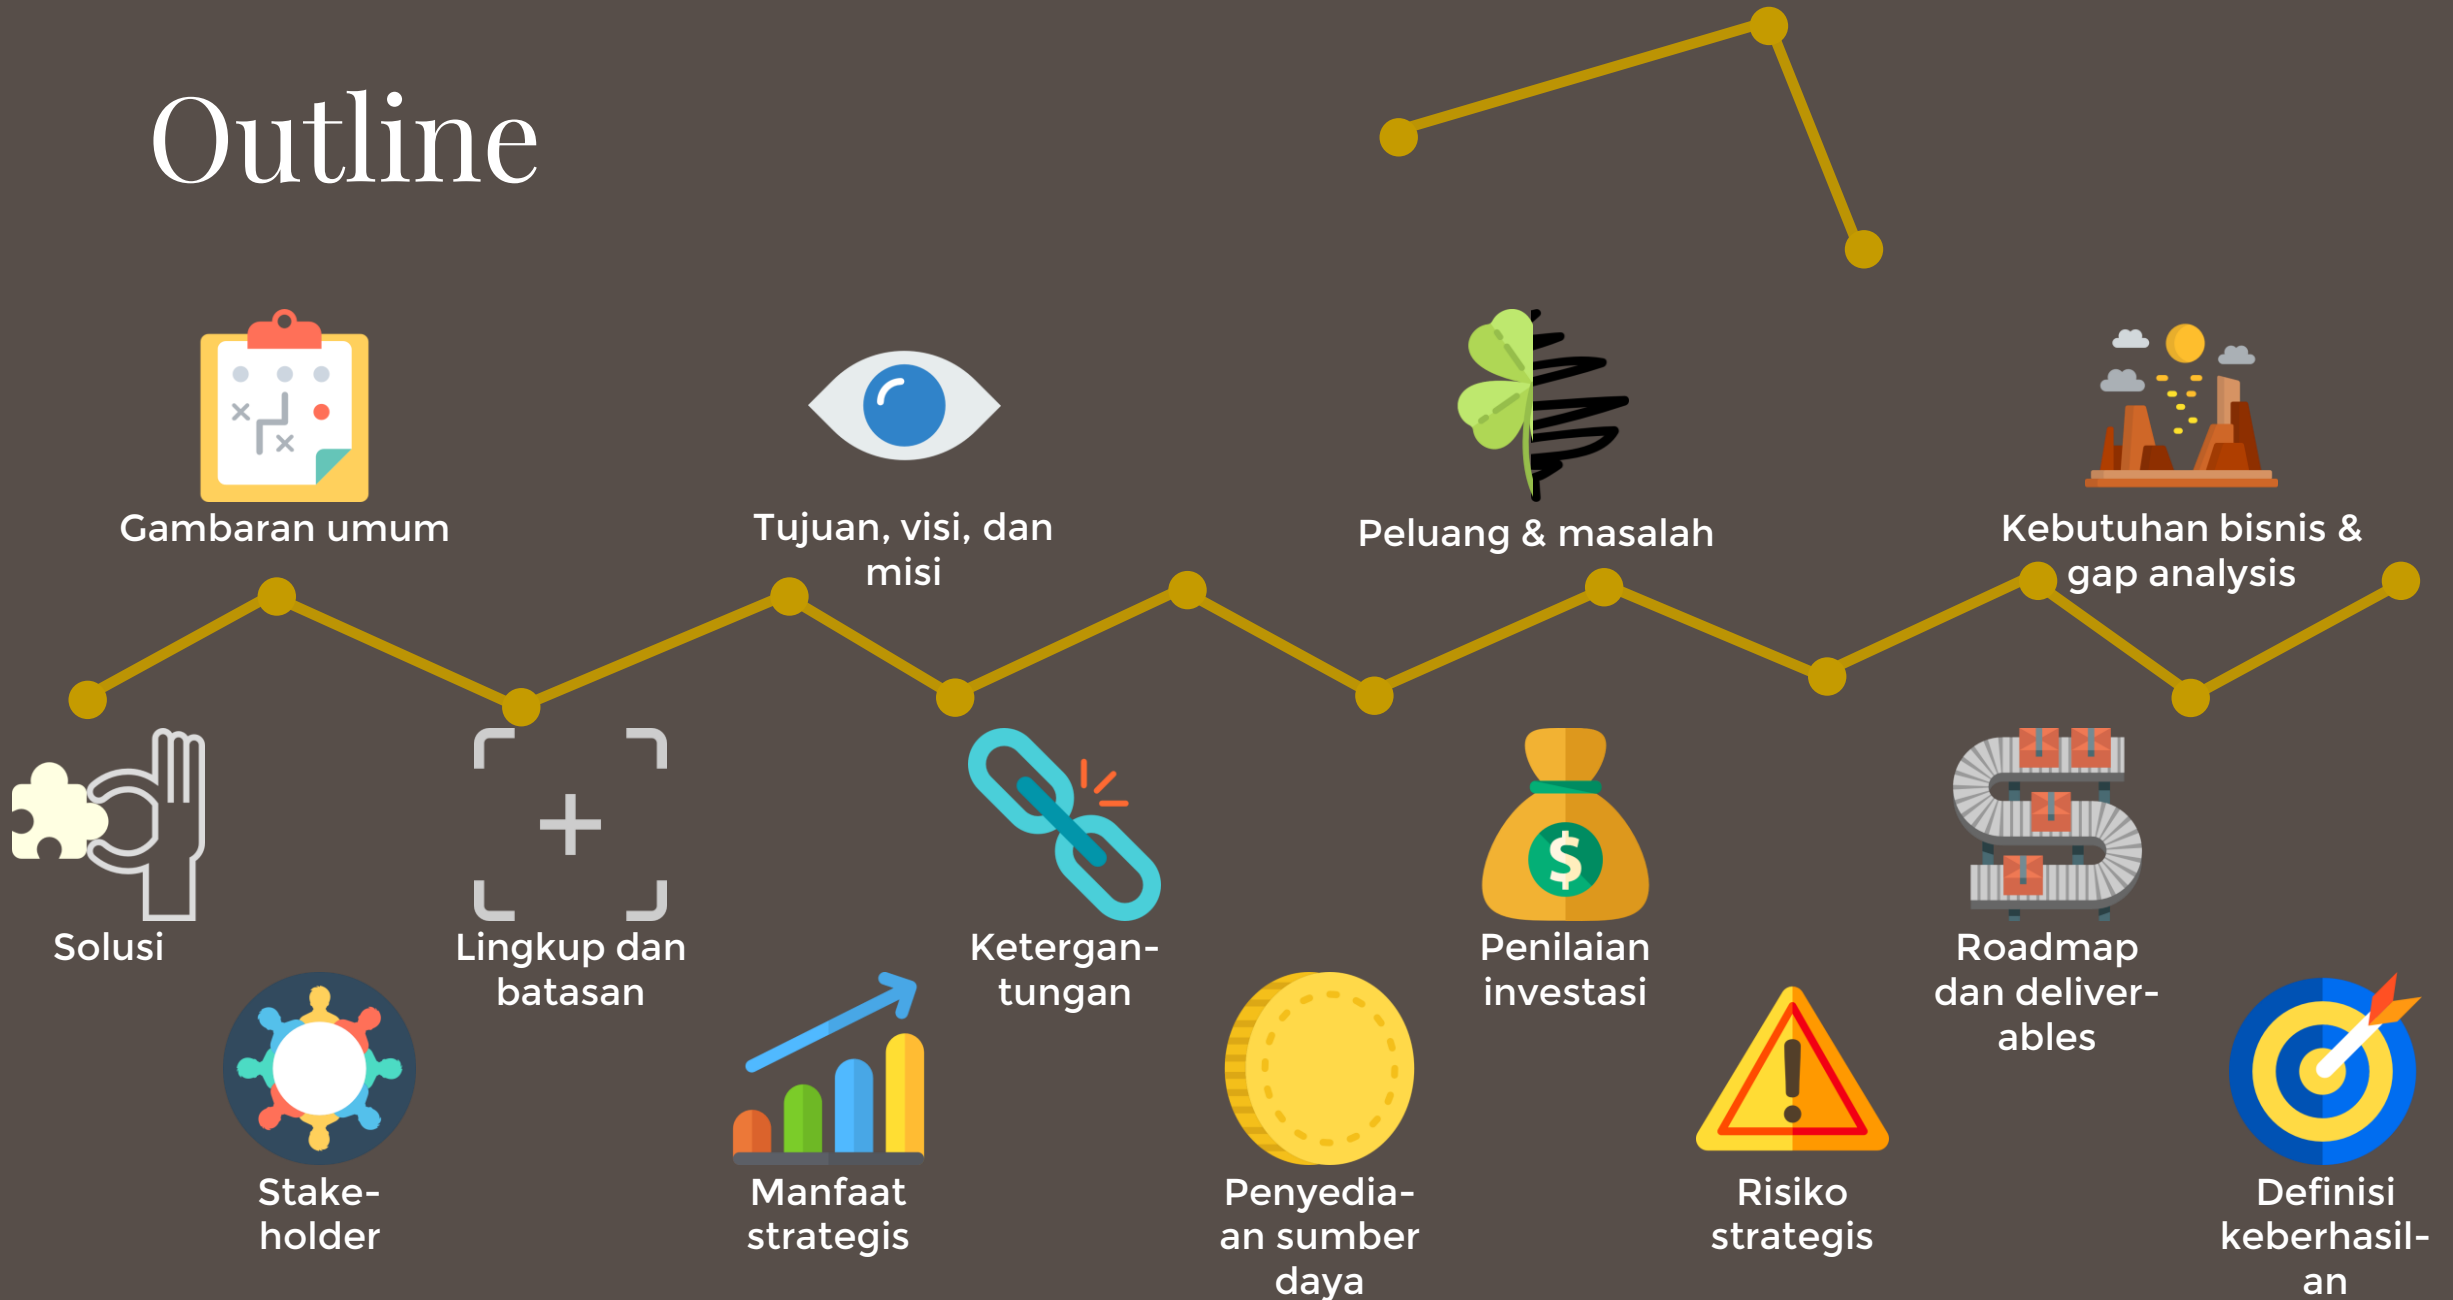 Outline
Gambaran umum
Tujuan, visi, dan
misi
Peluang & masalah
Kebutuhan bisnis &
gap analysis
Solusi
Stake-
holder
Lingkup dan
batasan
Manfaat
strategis
Ketergan-
tungan
Penyedia-
an sumber
daya
Penilaian
investasi
$
Risiko
strategis
Roadmap
dan deliver-
ables
Definisi
keberhasil-
an